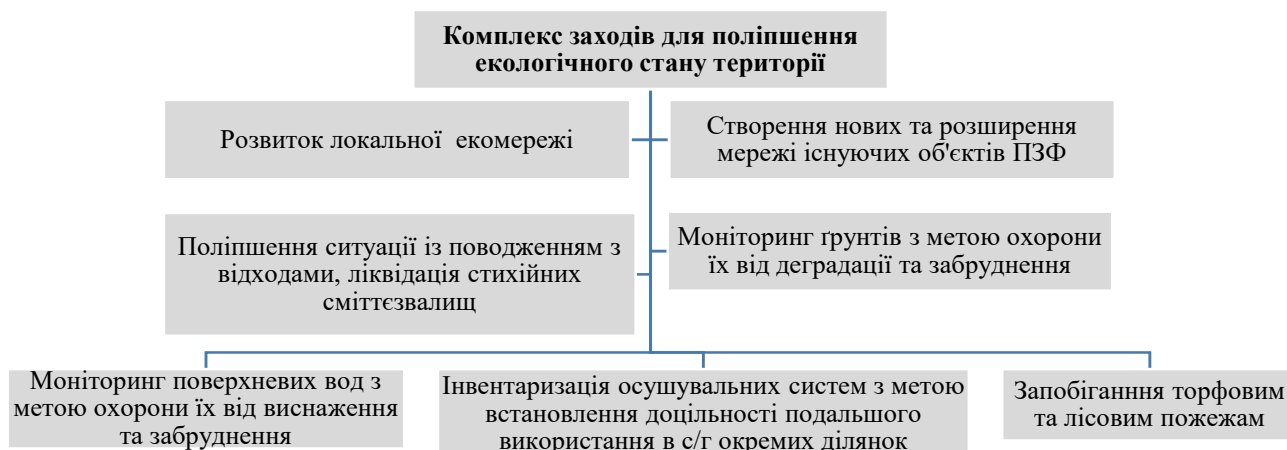 Комплекс заходів для поліпшення
екологічного стану території
Розвиток локальної екомережі
Створення нових та розширення
мережі існуючих об'єктів ПЗФ
Поліпшення ситуації із поводженням з
відходами, ліквідація стихійних
сміттєзвалищ
Моніторинг ґрунтів з метою охорони
їх від деградації та забруднення
Моніторинг поверхневих вод з
метою охорони їх від виснаження
та забруднення
Інвентаризація осушувальних систем з метою
встановлення доцільності подальшого
використання в с/г окремих ділянок
Запобіганння торфовим
та лісовим пожежам